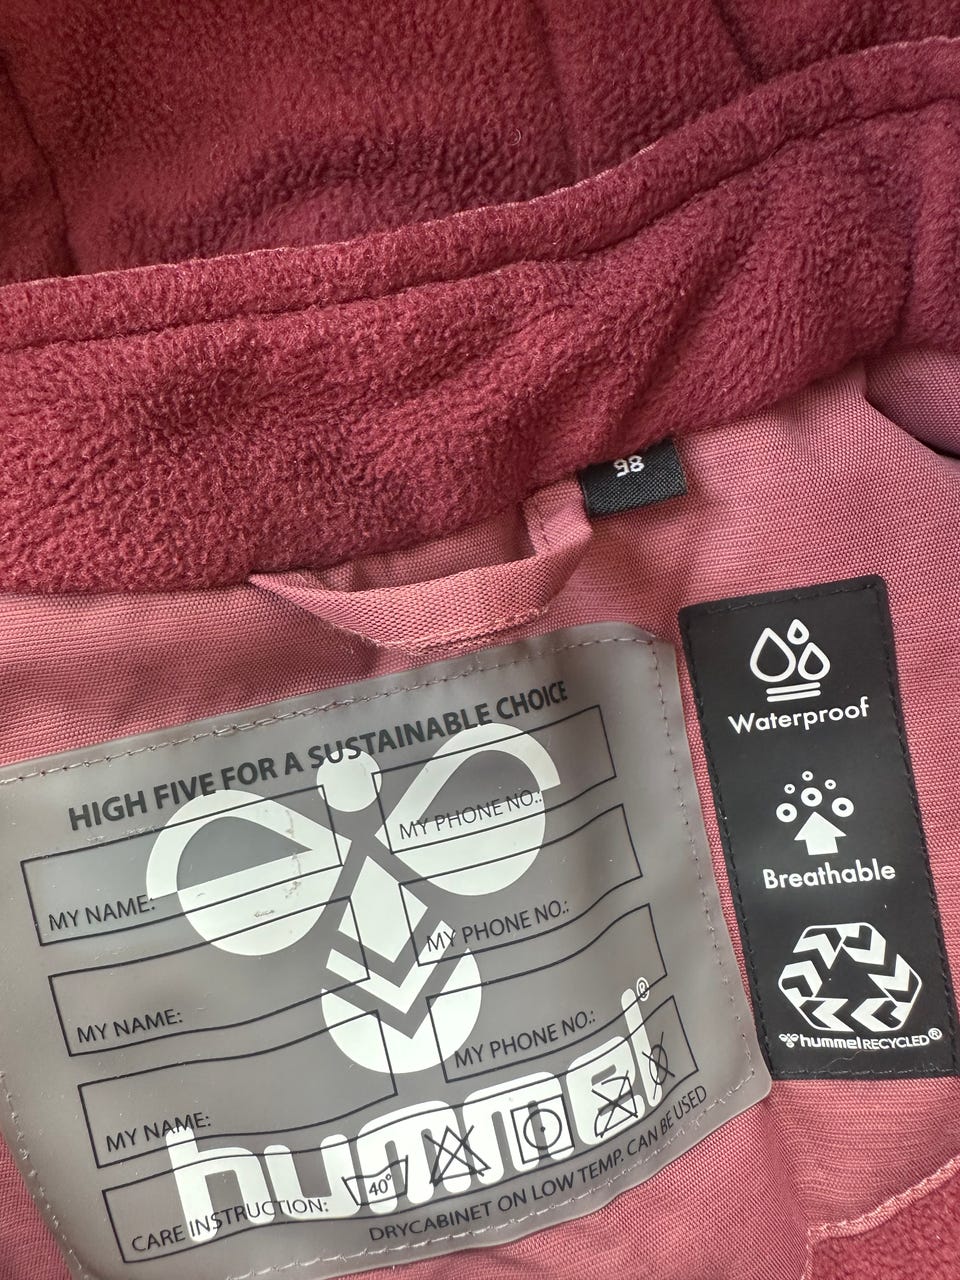 98
HIGH FIVE FOR A SUSTAINABLE CHOICE
MY NAME:
MY PHONE NO.:
MY NAME:
MY PHONE NO.:
MY NAME:
MY PHONE NO.:
hummel®
CARE INSTRUCTION: 40°
DRYCABINET ON LOW TEMP. CAN BE USED
Waterproof
Breathable
hummel RECYCLED®